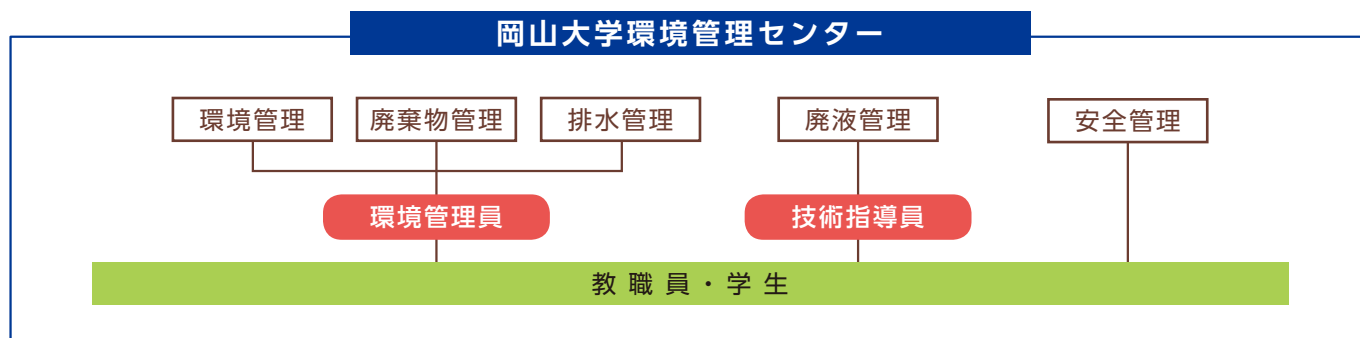 岡山大学環境管理センター
環境管理
廃棄物管理
排水管理
廃液管理
安全管理
環境管理員
技術指導員
教職員・学生